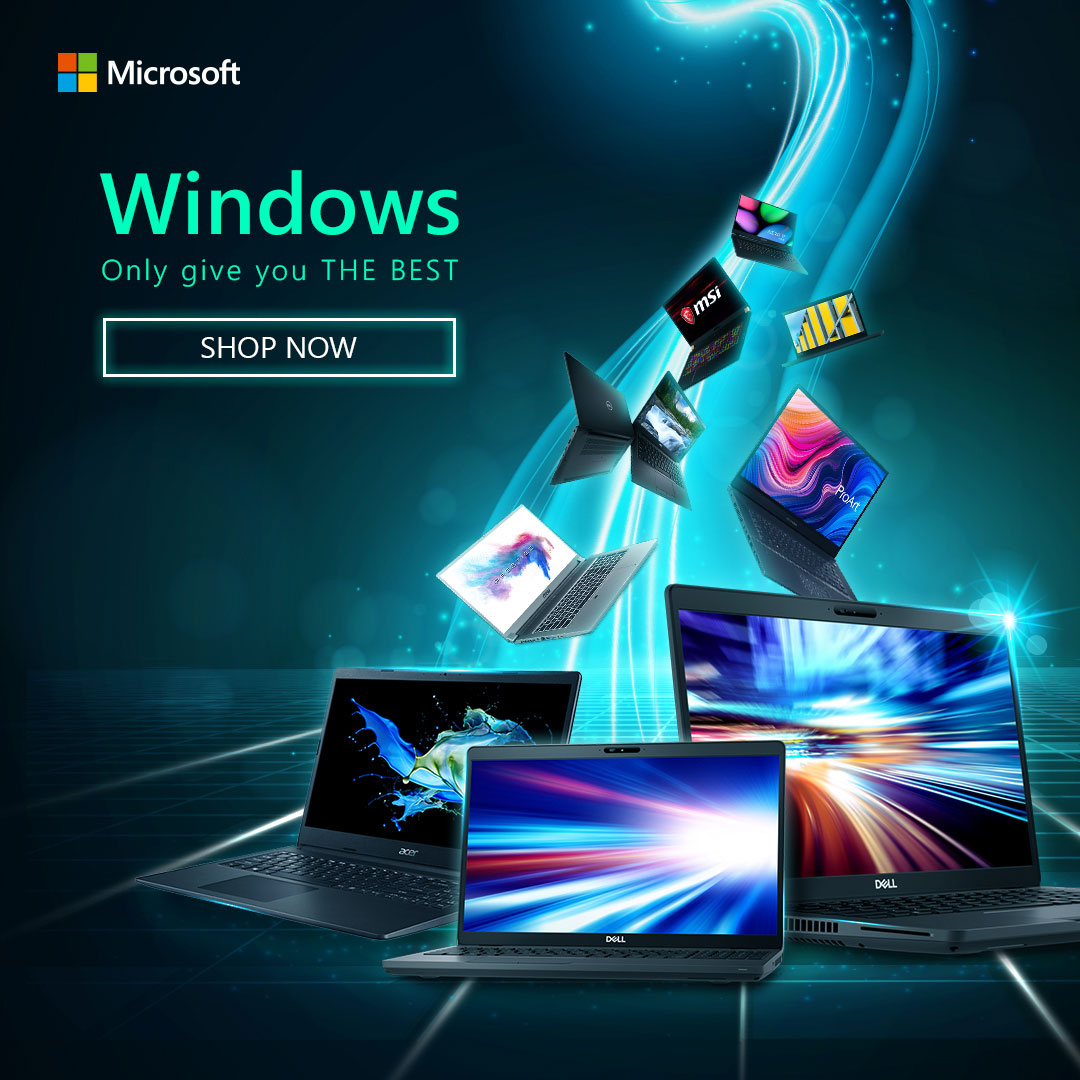 Microsoft
Windows
Only give you THE BEST
SHOP NOW
msi
ProArt
acer
DELL
DELL